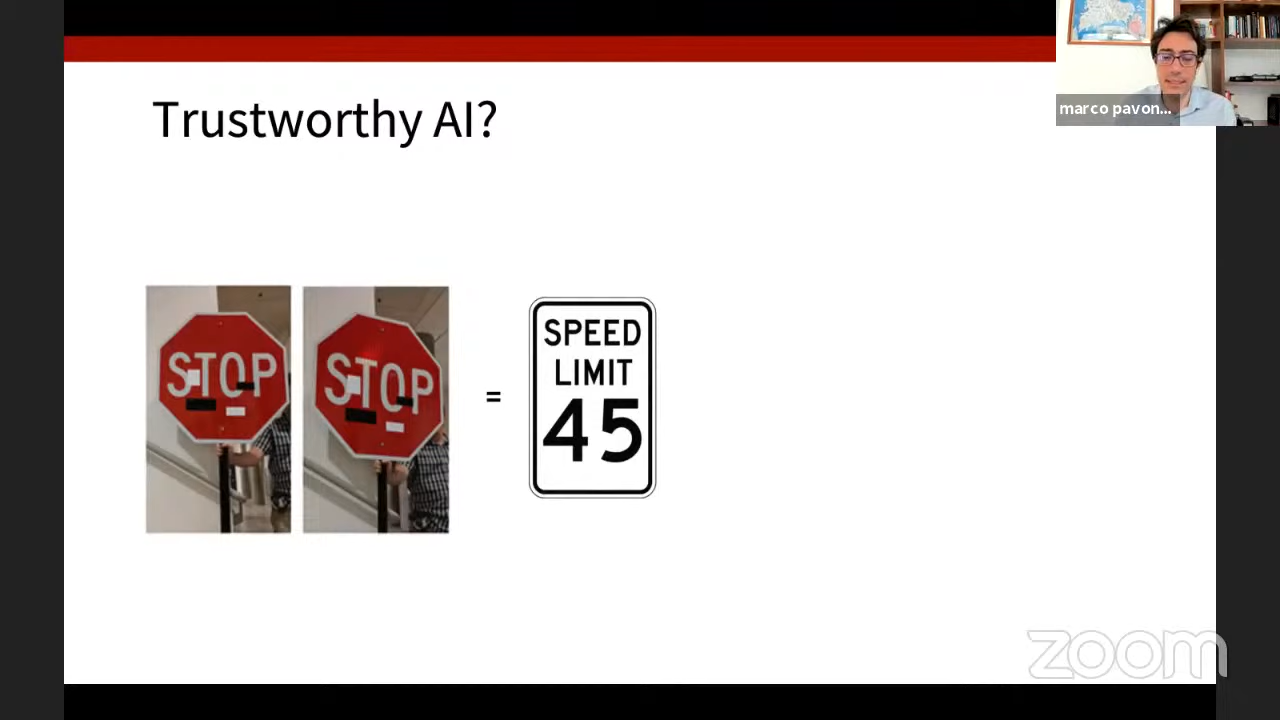 marco pavon...
Trustworthy AI?
STOP
STOP
=
SPEED
LIMIT
45
zoom